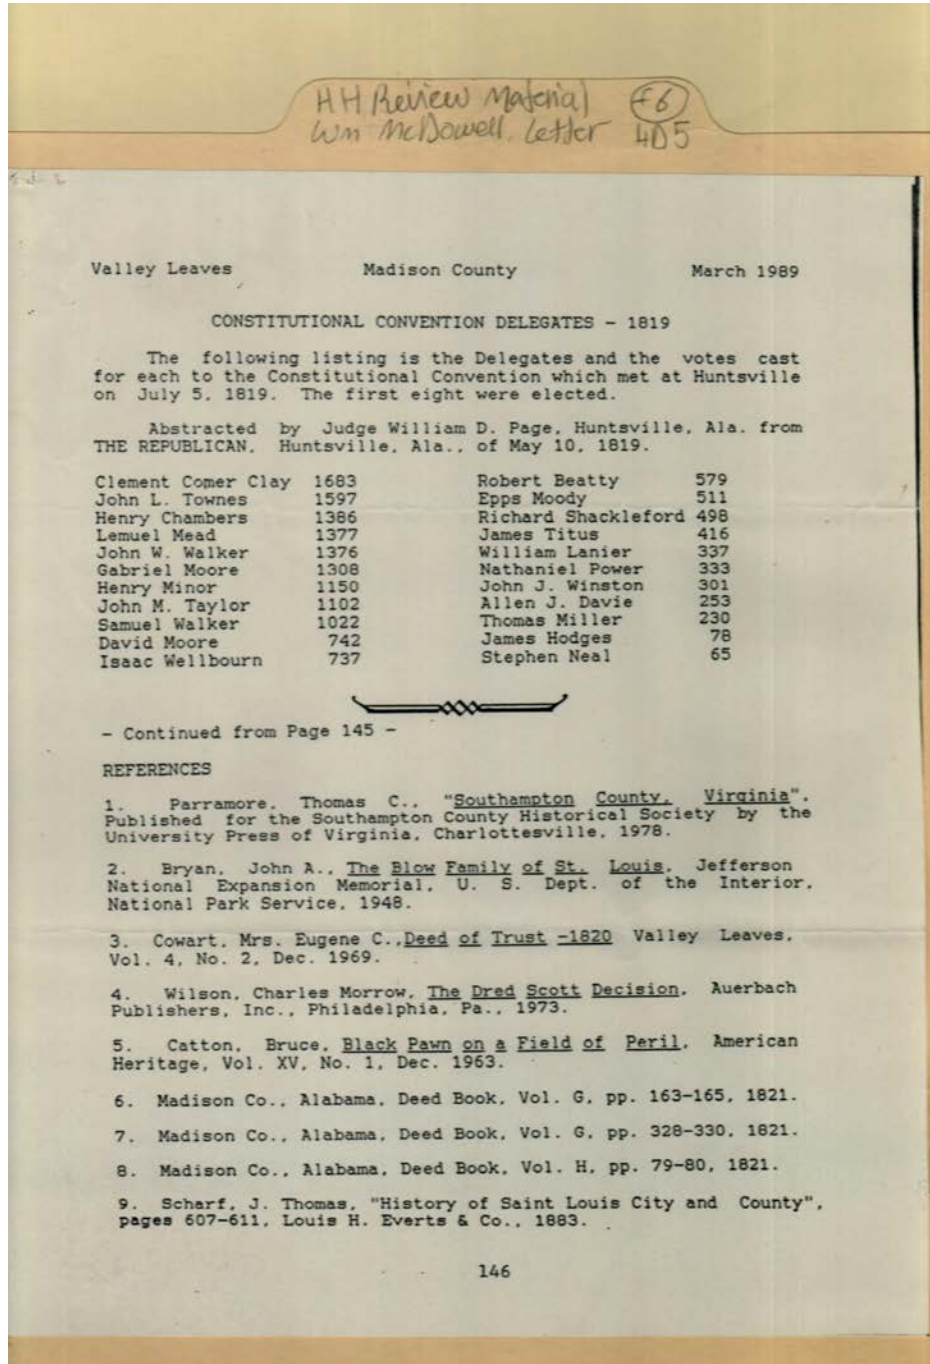 HH Review Material F6
Wm McDowell Letter 4D5
Valley Leaves Madison County March 1989
CONSTITUTIONAL CONVENTION DELEGATES - 1819
The following listing is the Delegates and the votes cast
for each to the Constitutional Convention which met at Huntsville
on July 5, 1819. The first eight were elected.
Abstracted by Judge William D. Page, Huntsville, Ala. from
THE REPUBLICAN, Huntsville, Ala., of May 10, 1819.
Clement Comer Clay 1683 Robert Beatty 579
John L. Townes 1597 Epps Moody 511
Henry Chambers 1386 Richard Shackleford 498
Lemuel Mead 1377 James Titus 416
John W. Walker 1376 William Lanier 337
Gabriel Moore 1308 Nathaniel Power 333
Henry Minor 1150 John J. Winston 301
John M. Taylor 1102 Allen J. Davie 253
Samuel Walker 1022 Thomas Miller 230
David Moore 742 James Hodges 78
Isaac Wellbourn 737 Stephen Neal 65
- Continued from Page 145 -
REFERENCES
1. Parramore, Thomas C., "Southampton County, Virginia",
Published for the Southampton County Historical Society by the
University Press of Virginia, Charlottesville, 1978.
2. Bryan, John A., The Blow Family of St. Louis, Jefferson
National Expansion Memorial, U. S. Dept. of the Interior,
National Park Service, 1948.
3. Cowart, Mrs. Eugene C.,Deed of Trust -1820 Valley Leaves,
Vol. 4, No. 2, Dec. 1969.
4. Wilson, Charles Morrow, The Dred Scott Decision, Auerbach
Publishers, Inc., Philadelphia, Pa., 1973.
5. Catton, Bruce, Black Pawn on a Field of Peril, American
Heritage, Vol. XV, No. 1, Dec. 1963.
6. Madison Co., Alabama, Deed Book, Vol. G, pp. 163-165, 1821.
7. Madison Co., Alabama, Deed Book, Vol. G, pp. 328-330, 1821.
8. Madison Co., Alabama, Deed Book, Vol. H, pp. 79-80, 1821.
9. Scharf, J. Thomas, "History of Saint Louis City and County",
pages 607-611, Louis H. Everts & Co., 1883.
146